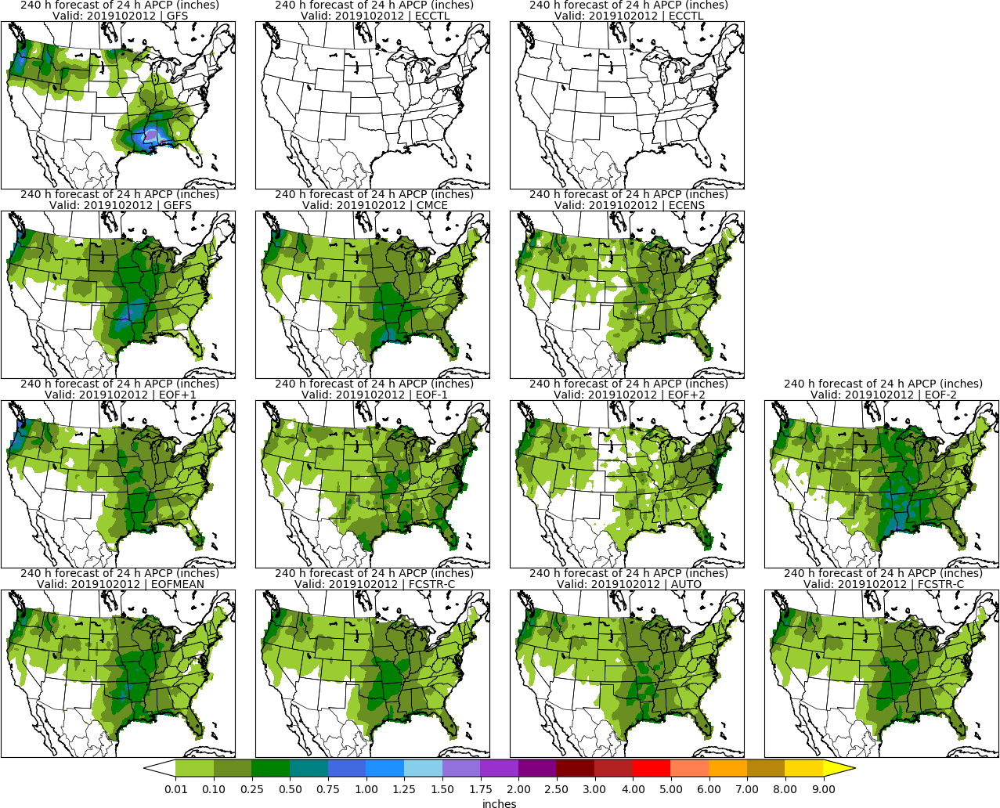 240 h forecast of 24 h APCP (inches)
Valid: 2019102012 | GFS
240 h forecast of 24 h APCP (inches)
Valid: 2019102012 | ECCTL
240 h forecast of 24 h APCP (inches)
Valid: 2019102012 | ECCTL
240 h forecast of 24 h APCP (inches)
Valid: 2019102012 | GEFS
240 h forecast of 24 h APCP (inches)
Valid: 2019102012 | CMCE
240 h forecast of 24 h APCP (inches)
Valid: 2019102012 | ECENS
240 h forecast of 24 h APCP (inches)
Valid: 2019102012 | EOF+1
240 h forecast of 24 h APCP (inches)
Valid: 2019102012 | EOF-1
240 h forecast of 24 h APCP (inches)
Valid: 2019102012 | EOF+2
240 h forecast of 24 h APCP (inches)
Valid: 2019102012 | EOF-2
240 h forecast of 24 h APCP (inches)
Valid: 2019102012 | EOFMEAN
240 h forecast of 24 h APCP (inches)
Valid: 2019102012 | FCSTR-C
240 h forecast of 24 h APCP (inches)
Valid: 2019102012 | AUTO
240 h forecast of 24 h APCP (inches)
Valid: 2019102012 | FCSTR-C
0.01 0.10 0.25 0.50 0.75 1.00 1.25 1.50 1.75 2.00 2.50 3.00 4.00 5.00 6.00 7.00 8.00 9.00
inches